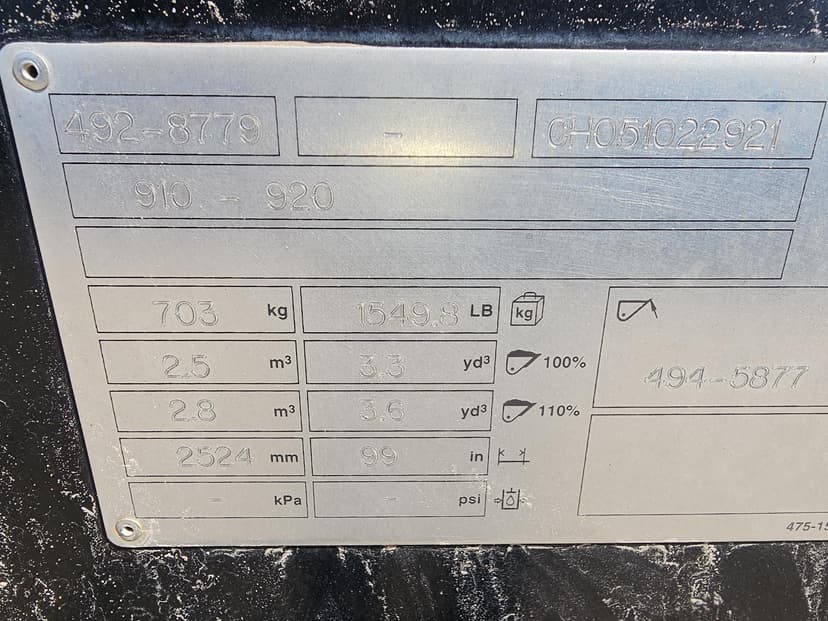 492-8779 - CH051022921
910 - 920
703 kg 1549.8 LB kg
2.5 m³ 3.3 yd³ 100%
494-5877
2.8 m³ 3.6 yd³ 110%
2524 mm 99 in
- kPa - psi
475-15